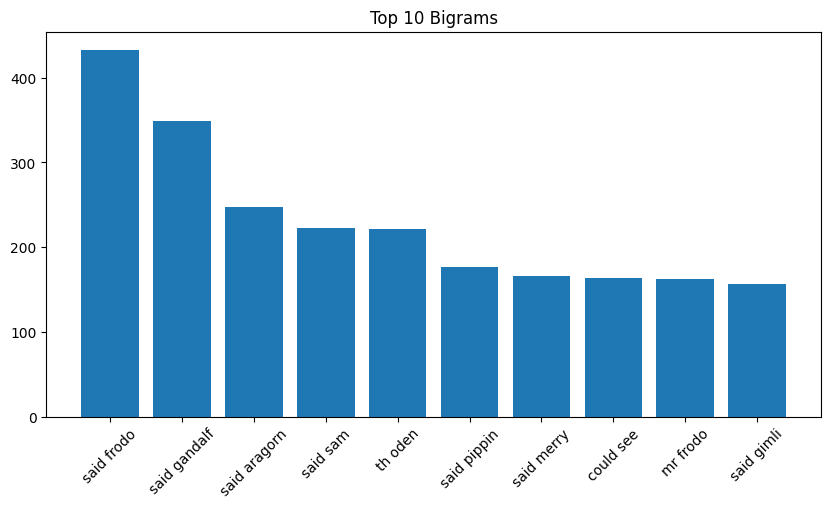 Top 10 Bigrams
400
300
200
100
0
said frodo
said gandalf
said aragorn
said sam
th oden
said pippin
said merry
could see
mr frodo
said gimli